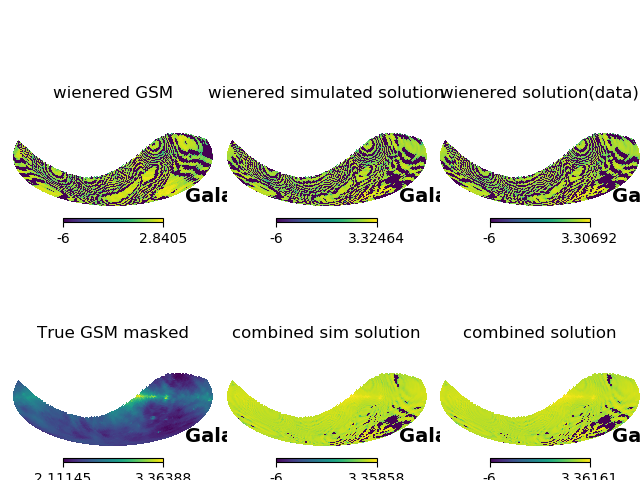 wienered GSM
wienered simulated solution
wienered solution(data)
Gala
Gala
Ga
-6 2.8405
-6 3.32464
-6 3.30692
True GSM masked
combined sim solution
combined solution
Gala
Gala
Ga
2.11145 3.36388
-6 3.35858
-6 3.36161